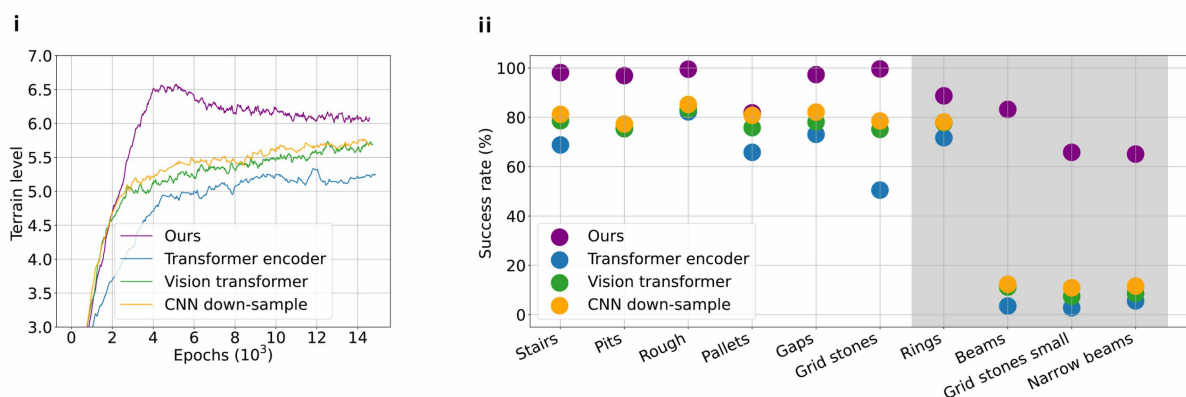 i
7.0
6.5
6.0
5.5
5.0
4.5
4.0
3.5
3.0
Terrain level
0 2 4 6 8 10 12 14
Epochs (10³)
Ours
Transformer encoder
Vision transformer
CNN down-sample
ii
100
80
60
40
20
0
Success rate (%)
Ours
Transformer encoder
Vision transformer
CNN down-sample
Stairs
Pits
Rough
Pallets
Gaps
Grid stones
Rings
Beams
Grid stones small
Narrow beams